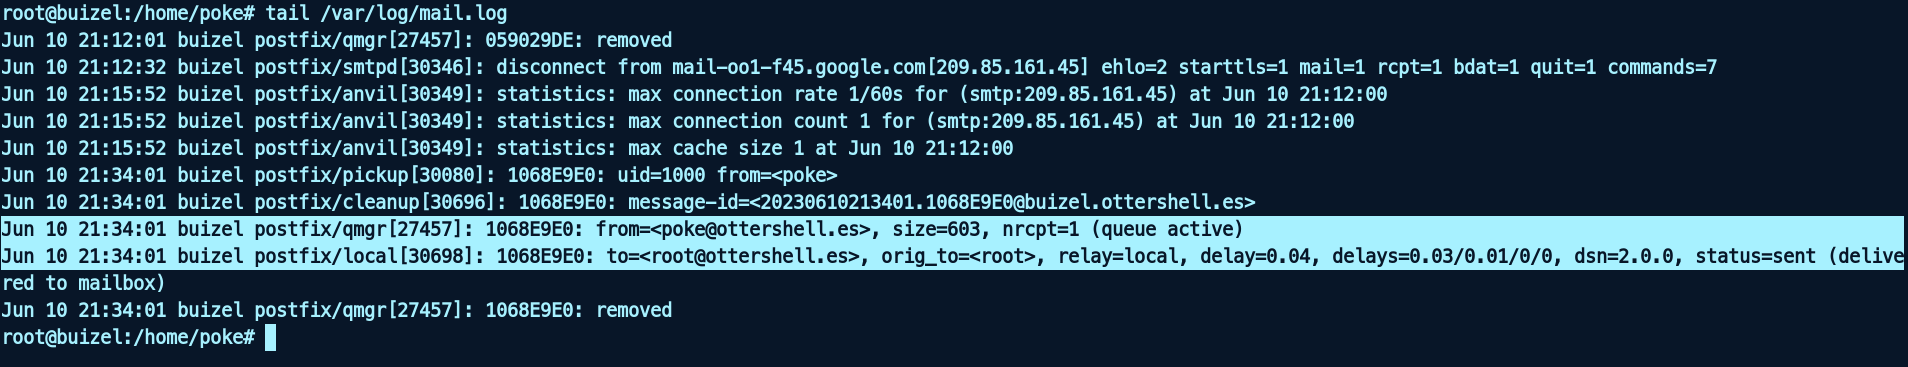 root@buizel:/home/poke# tail /var/log/mail.log
Jun 10 21:12:01 buizel postfix/qmgr[27457]: 059029DE: removed
Jun 10 21:12:32 buizel postfix/smtpd[30346]: disconnect from mail-oo1-f45.google.com[209.85.161.45] ehlo=2 starttls=1 mail=1 rcpt=1 bdat=1 quit=1 commands=7
Jun 10 21:15:52 buizel postfix/anvil[30349]: statistics: max connection rate 1/60s for (smtp:209.85.161.45) at Jun 10 21:12:00
Jun 10 21:15:52 buizel postfix/anvil[30349]: statistics: max connection count 1 for (smtp:209.85.161.45) at Jun 10 21:12:00
Jun 10 21:15:52 buizel postfix/anvil[30349]: statistics: max cache size 1 at Jun 10 21:12:00
Jun 10 21:34:01 buizel postfix/pickup[30080]: 1068E9E0: uid=1000 from=<poke>
Jun 10 21:34:01 buizel postfix/cleanup[30696]: 1068E9E0: message-id=<20230610213401.1068E9E0@buizel.ottershell.es>
Jun 10 21:34:01 buizel postfix/qmgr[27457]: 1068E9E0: from=<poke@ottershell.es>, size=603, nrcpt=1 (queue active)
Jun 10 21:34:01 buizel postfix/local[30698]: 1068E9E0: to=<root@ottershell.es>, orig_to=<root>, relay=local, delay=0.04, delays=0.03/0.01/0/0, dsn=2.0.0, status=sent (delive
red to mailbox)
Jun 10 21:34:01 buizel postfix/qmgr[27457]: 1068E9E0: removed
root@buizel:/home/poke#